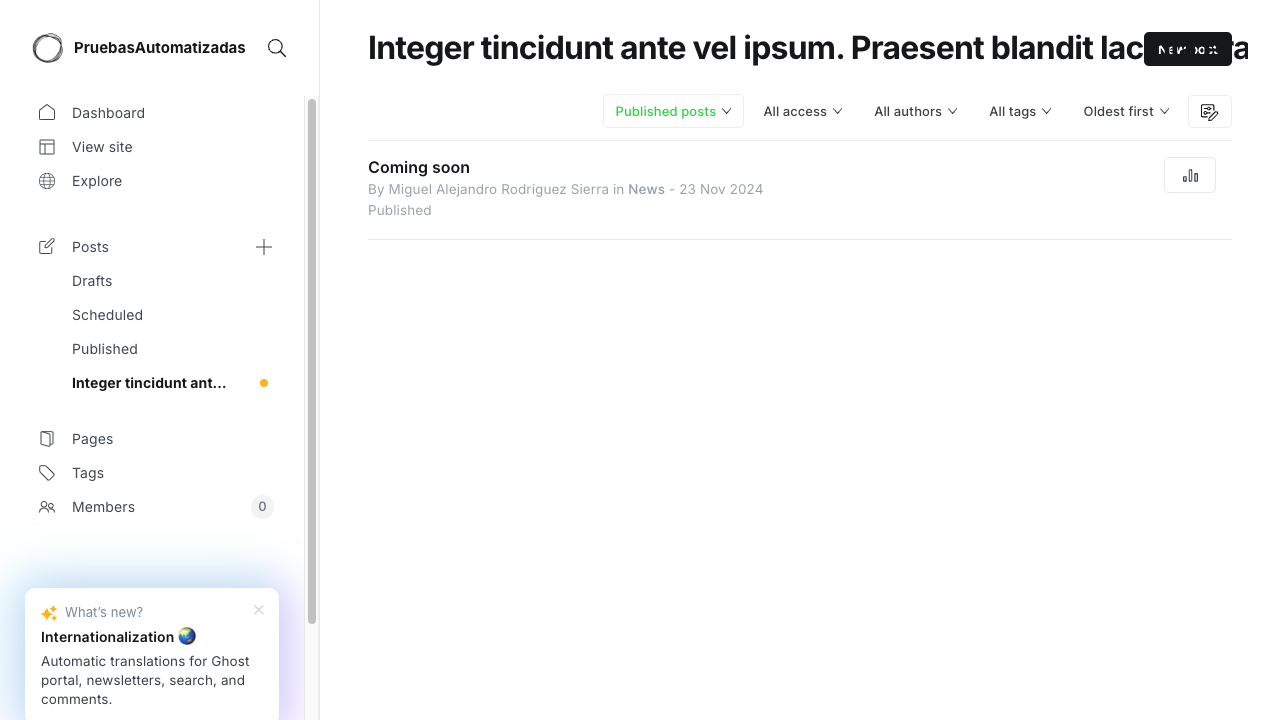 PruebasAutomatizadas
Dashboard
View site
Explore
Posts
Drafts
Scheduled
Published
Integer tincidunt ant...
Pages
Tags
Members
0
What's new?
Internationalization 🌏
Automatic translations for Ghost
portal, newsletters, search, and
comments.
Integer tincidunt ante vel ipsum. Praesent blandit lac
New post
Published posts
All access
All authors
All tags
Oldest first
Coming soon
By Miguel Alejandro Rodríguez Sierra in News - 23 Nov 2024
Published